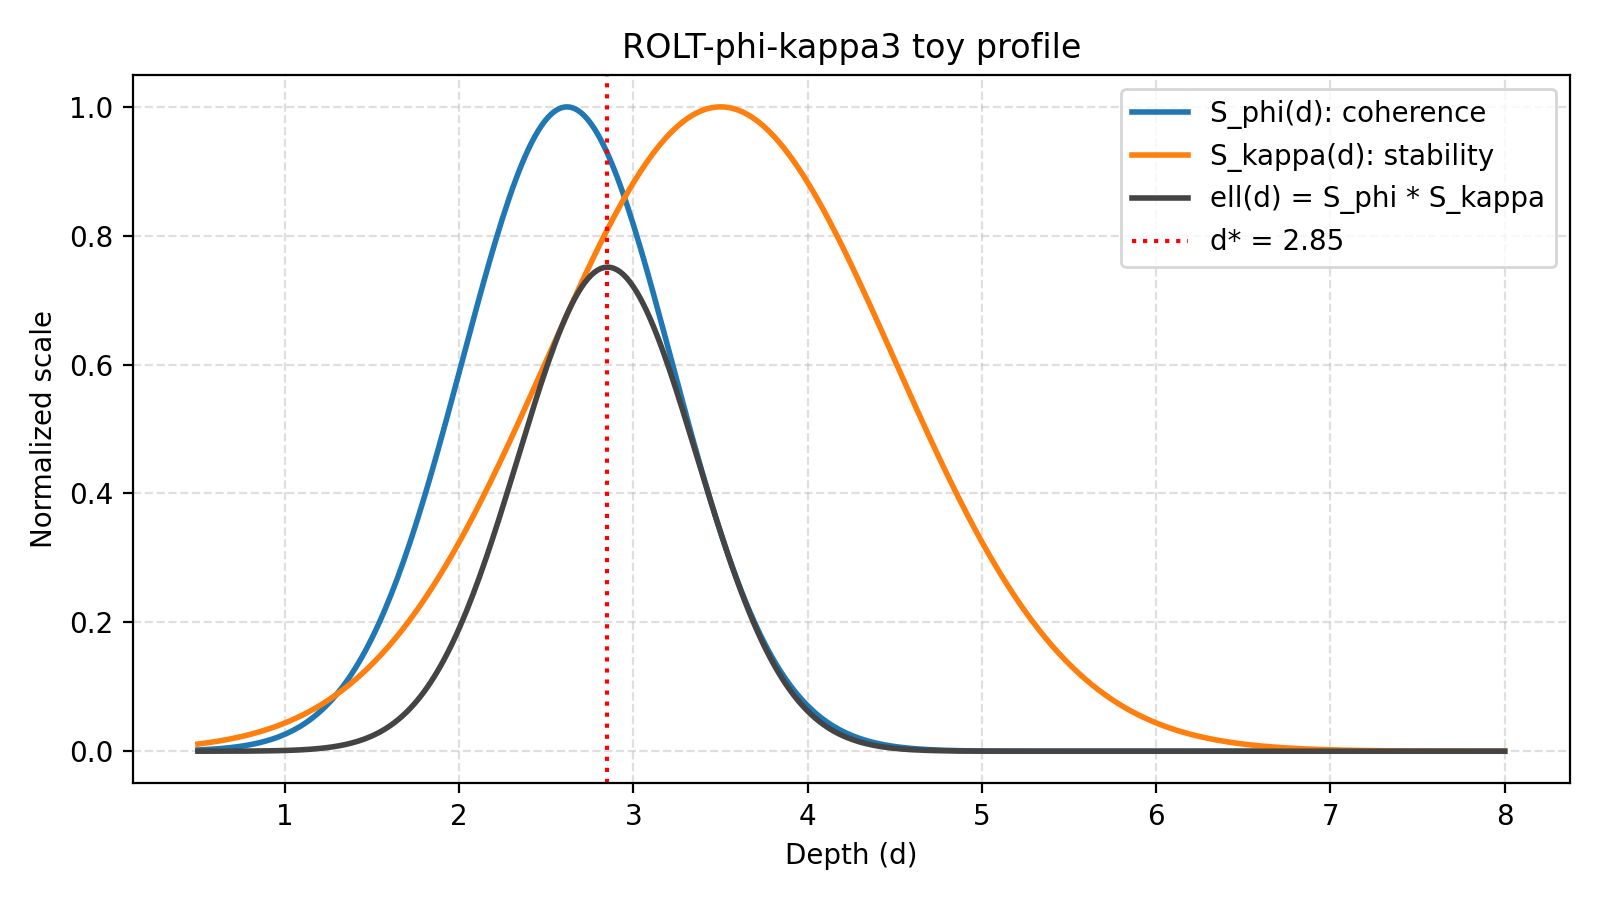 ROLT-phi-kappa3 toy profile
S_phi(d): coherence
S_kappa(d): stability
ell(d) = S_phi * S_kappa
d* = 2.85
Normalized scale
1.0
0.8
0.6
0.4
0.2
0.0
1 2 3 4 5 6 7 8
Depth (d)